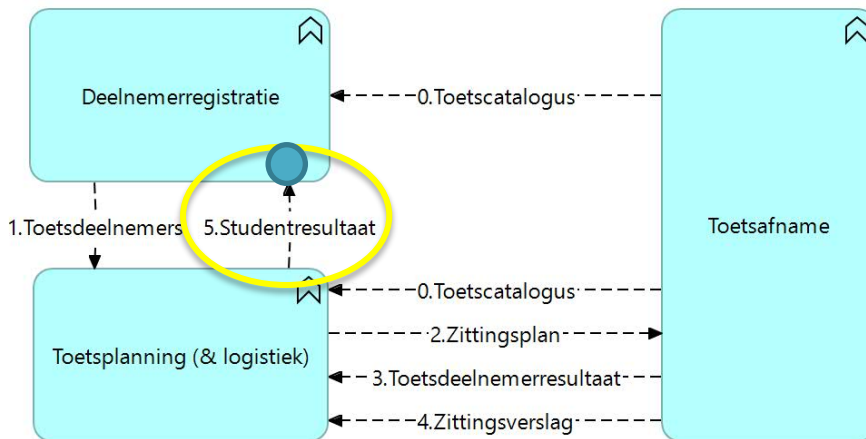 Deelnemerregistratie
0.Toetscatalogus
1.Toetsdeelnemers
5.Studentresultaat
Toetsafname
0.Toetscatalogus
2.Zittingsplan
Toetsplanning (& logistiek)
3.Toetsdeelnemerresultaat
4.Zittingsverslag